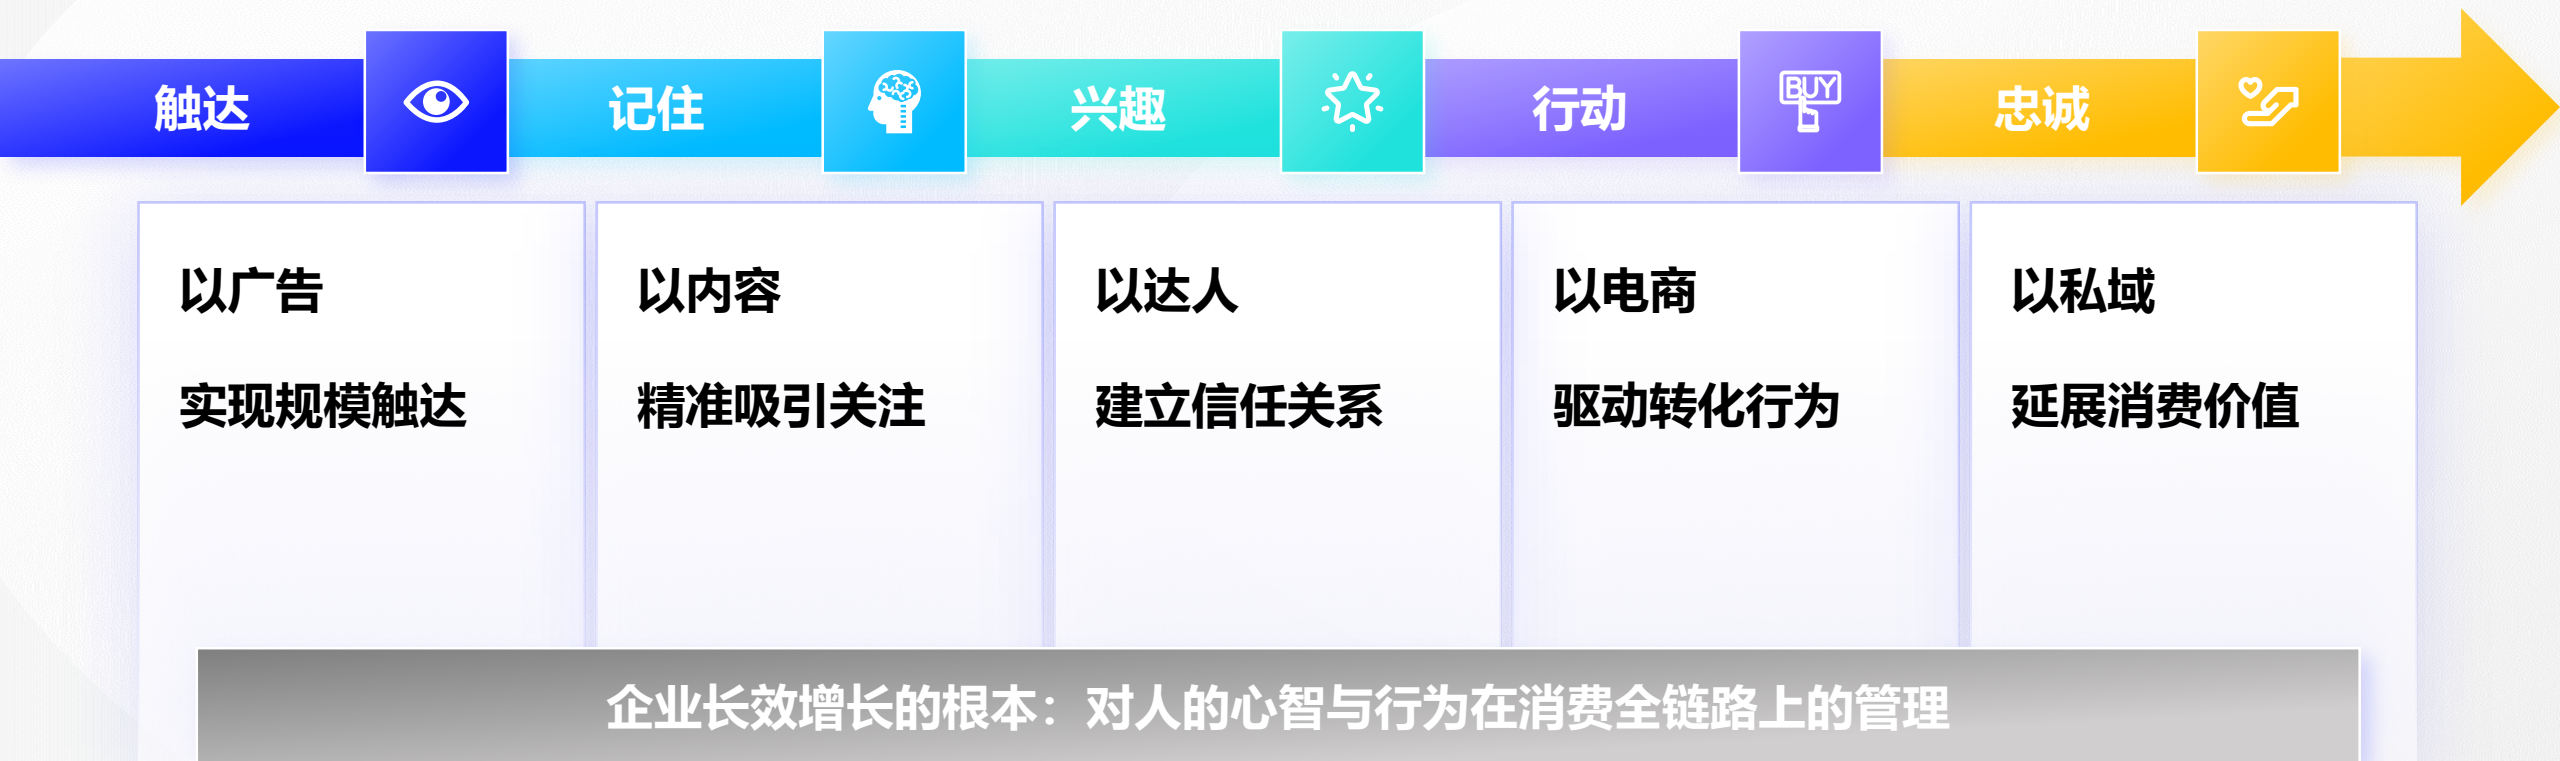 触达
记住
兴趣
BUY
行动
忠诚
以广告
实现规模触达
以内容
精准吸引关注
以达人
建立信任关系
以电商
驱动转化行为
以私域
延展消费价值
企业长效增长的根本：对人的心智与行为在消费全链路上的管理